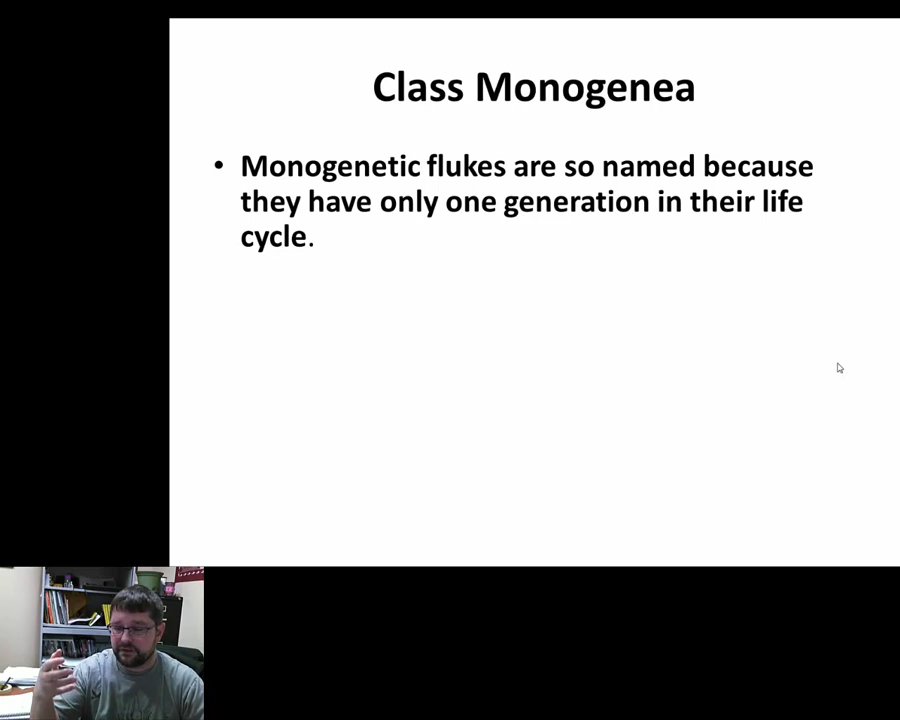 Class Monogenea
• Monogenetic flukes are so named because
they have only one generation in their life
cycle.